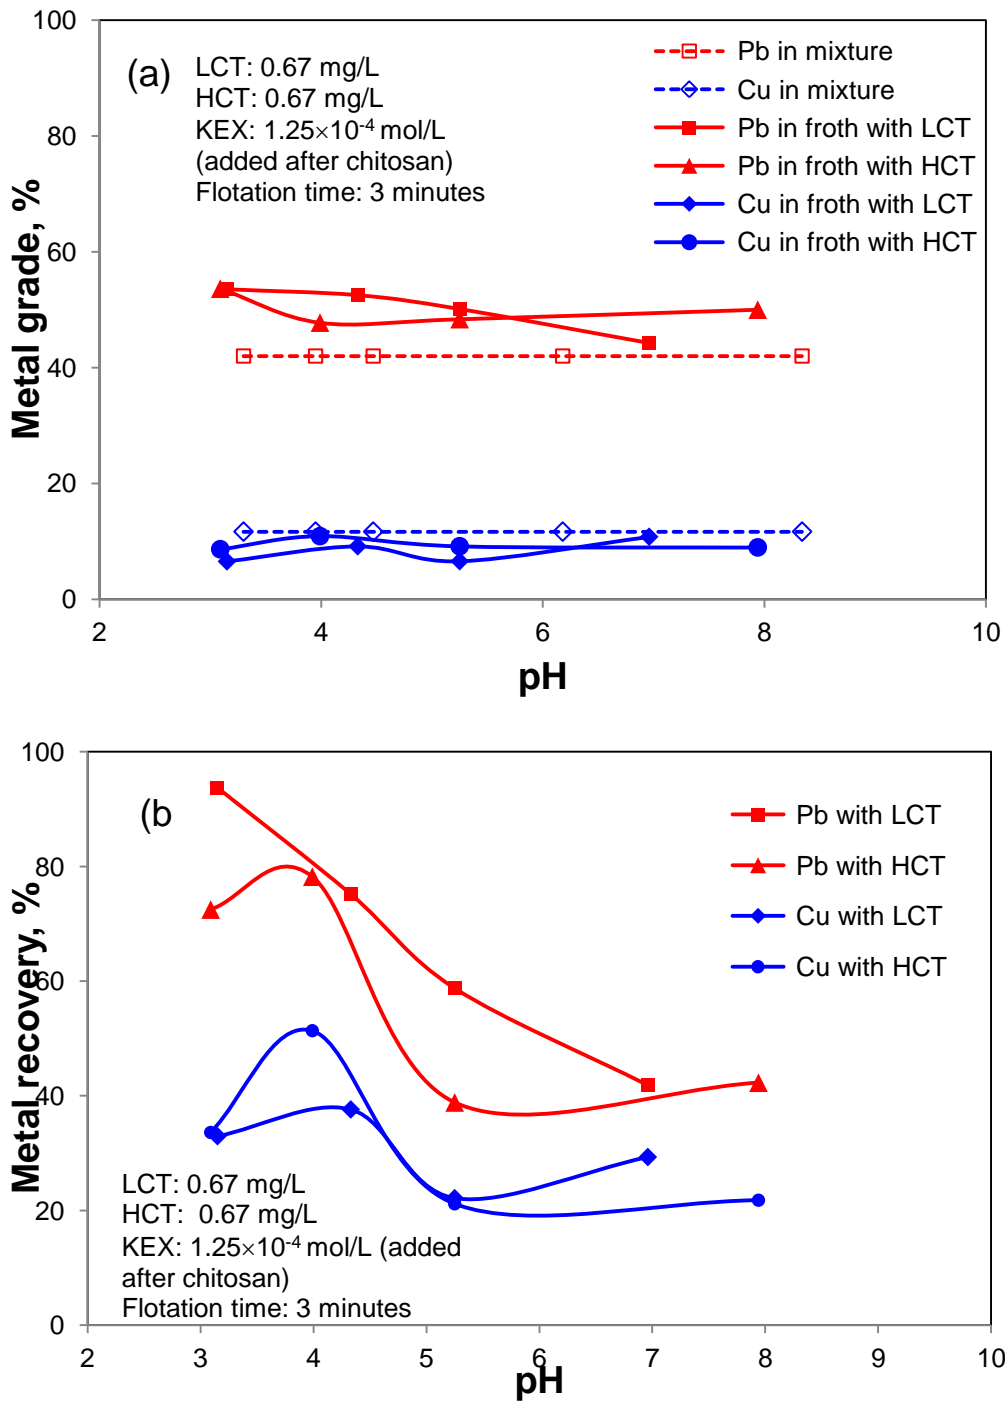 100
80
60
40
20
0
Metal grade, %
(a)
LCT: 0.67 mg/L
HCT: 0.67 mg/L
KEX: 1.25×10⁻⁴ mol/L
(added after chitosan)
Flotation time: 3 minutes
Pb in mixture
Cu in mixture
Pb in froth with LCT
Pb in froth with HCT
Cu in froth with LCT
Cu in froth with HCT
2 4 6 8 10
pH
100
80
60
40
20
0
Metal recovery, %
(b
Pb with LCT
Pb with HCT
Cu with LCT
Cu with HCT
LCT: 0.67 mg/L
HCT: 0.67 mg/L
KEX: 1.25×10⁻⁴ mol/L (added
after chitosan)
Flotation time: 3 minutes
2 3 4 5 6 7 8 9 10
pH